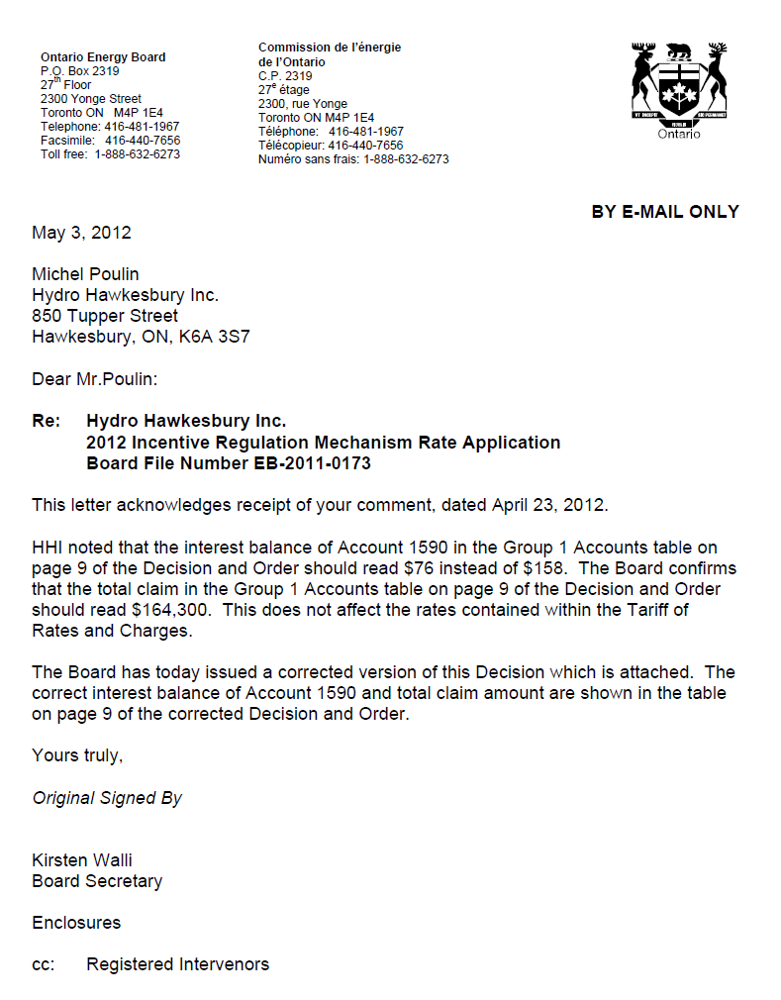 Ontario Energy Board
P.O. Box 2319
27th Floor
2300 Yonge Street
Toronto ON   M4P 1E4
Telephone: 416-481-1967
Facsimile:   416-440-7656
Toll free:  1-888-632-6273
Commission de l'énergie
de l'Ontario
C.P. 2319
27e étage
2300, rue Yonge
Toronto ON M4P 1E4
Téléphone:   416-481-1967
Télécopieur: 416-440-7656
Numéro sans frais: 1-888-632-6273
Ontario
BY E-MAIL ONLY
May 3, 2012
Michel Poulin
Hydro Hawkesbury Inc.
850 Tupper Street
Hawkesbury, ON, K6A 3S7
Dear Mr.Poulin:
Re:   Hydro Hawkesbury Inc.
2012 Incentive Regulation Mechanism Rate Application
Board File Number EB-2011-0173
This letter acknowledges receipt of your comment, dated April 23, 2012.
HHI noted that the interest balance of Account 1590 in the Group 1 Accounts table on
page 9 of the Decision and Order should read $76 instead of $158.  The Board confirms
that the total claim in the Group 1 Accounts table on page 9 of the Decision and Order
should read $164,300.  This does not affect the rates contained within the Tariff of
Rates and Charges.
The Board has today issued a corrected version of this Decision which is attached.  The
correct interest balance of Account 1590 and total claim amount are shown in the table
on page 9 of the corrected Decision and Order.
Yours truly,
Original Signed By
Kirsten Walli
Board Secretary
Enclosures
cc:   Registered Intervenors